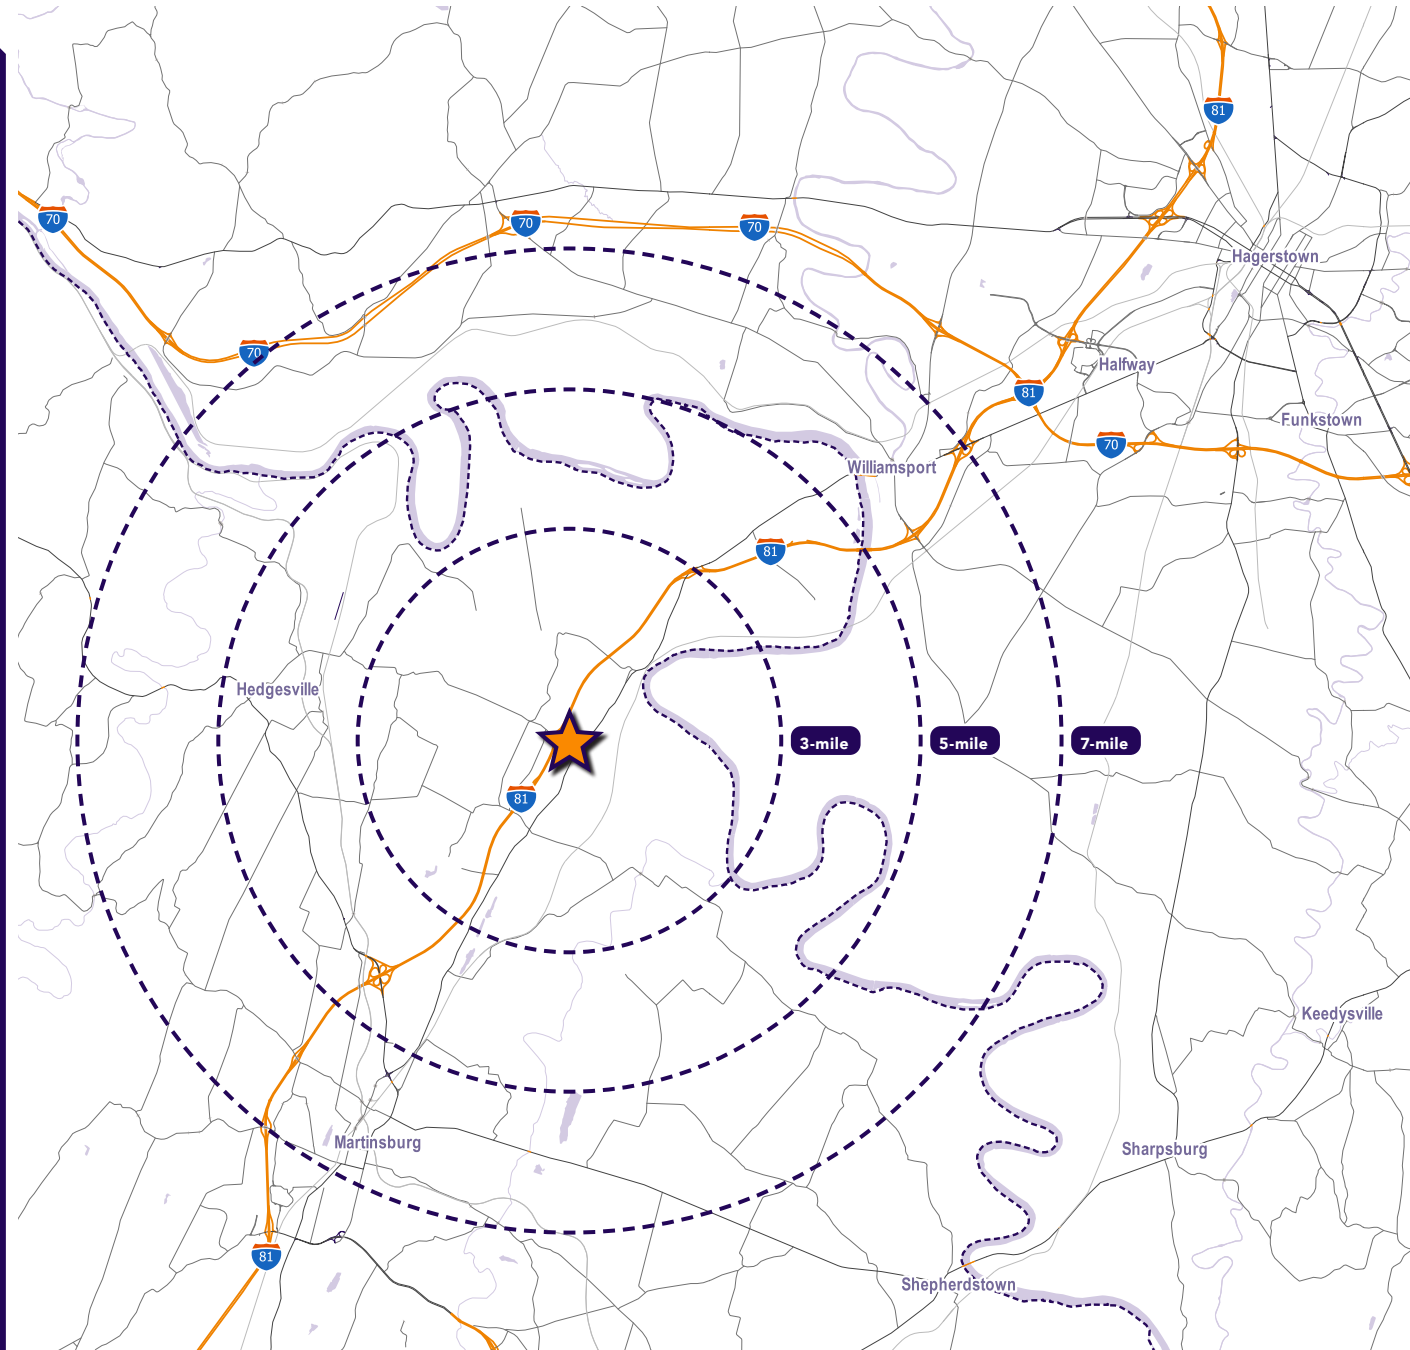 81
70
70
70
Hagerstown
70
Halfway
81
Funkstown
70
Williamsport
81
Hedgesville
3-mile
5-mile
7-mile
81
Keedysville
Martinsburg
Sharpsburg
81
Shepherdstown